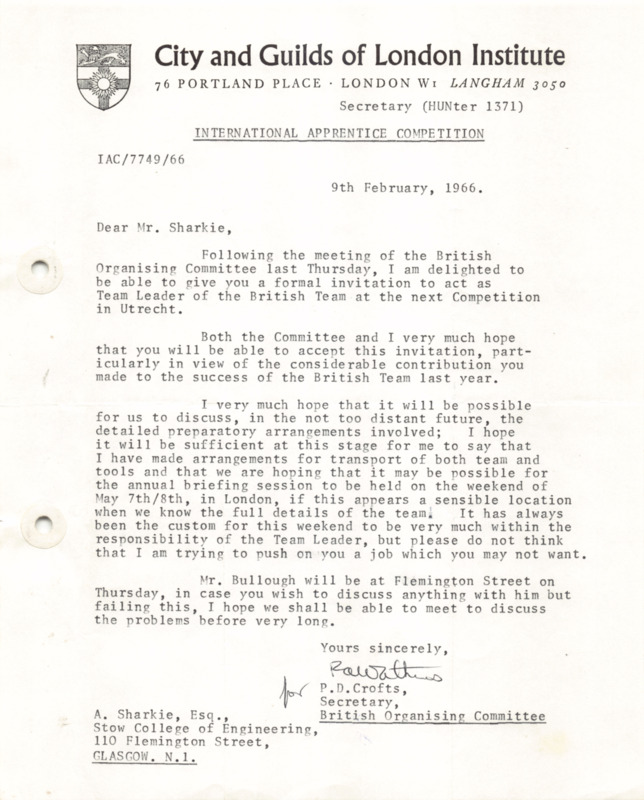 City and Guilds of London Institute
76 PORTLAND PLACE · LONDON W1 LANGHAM 3050
Secretary (HUNter 1371)
INTERNATIONAL APPRENTICE COMPETITION
IAC/7749/66
9th February, 1966.
Dear Mr. Sharkie,
Following the meeting of the British
Organising Committee last Thursday, I am delighted to
be able to give you a formal invitation to act as
Team Leader of the British Team at the next Competition
in Utrecht.
Both the Committee and I very much hope
that you will be able to accept this invitation, part-
icularly in view of the considerable contribution you
made to the success of the British Team last year.
I very much hope that it will be possible
for us to discuss, in the not too distant future, the
detailed preparatory arrangements involved; I hope
it will be sufficient at this stage for me to say that
I have made arrangements for transport of both team and
tools and that we are hoping that it may be possible for
the annual briefing session to be held on the weekend of
May 7th/8th, in London, if this appears a sensible location
when we know the full details of the team. It has always
been the custom for this weekend to be very much within the
responsibility of the Team Leader, but please do not think
that I am trying to push on you a job which you may not want.
Mr. Bullough will be at Flemington Street on
Thursday, in case you wish to discuss anything with him but
failing this, I hope we shall be able to meet to discuss
the problems before very long.
Yours sincerely,
for P.D.Crofts,
Secretary,
British Organising Committee
A. Sharkie, Esq.,
Stow College of Engineering,
110 Flemington Street,
GLASGOW. N.1.